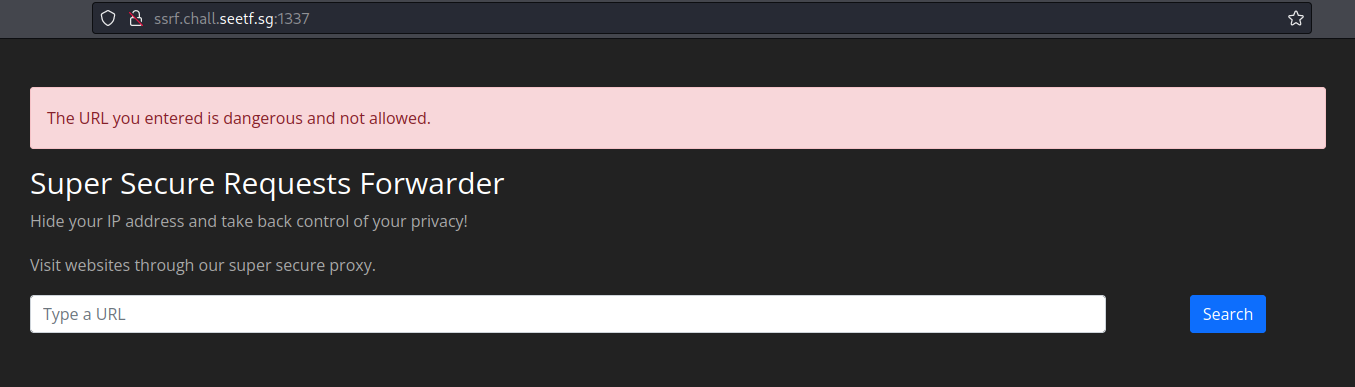 ssrf.chall.seetf.sg:1337
The URL you entered is dangerous and not allowed.
Super Secure Requests Forwarder
Hide your IP address and take back control of your privacy!
Visit websites through our super secure proxy.
Type a URL
Search